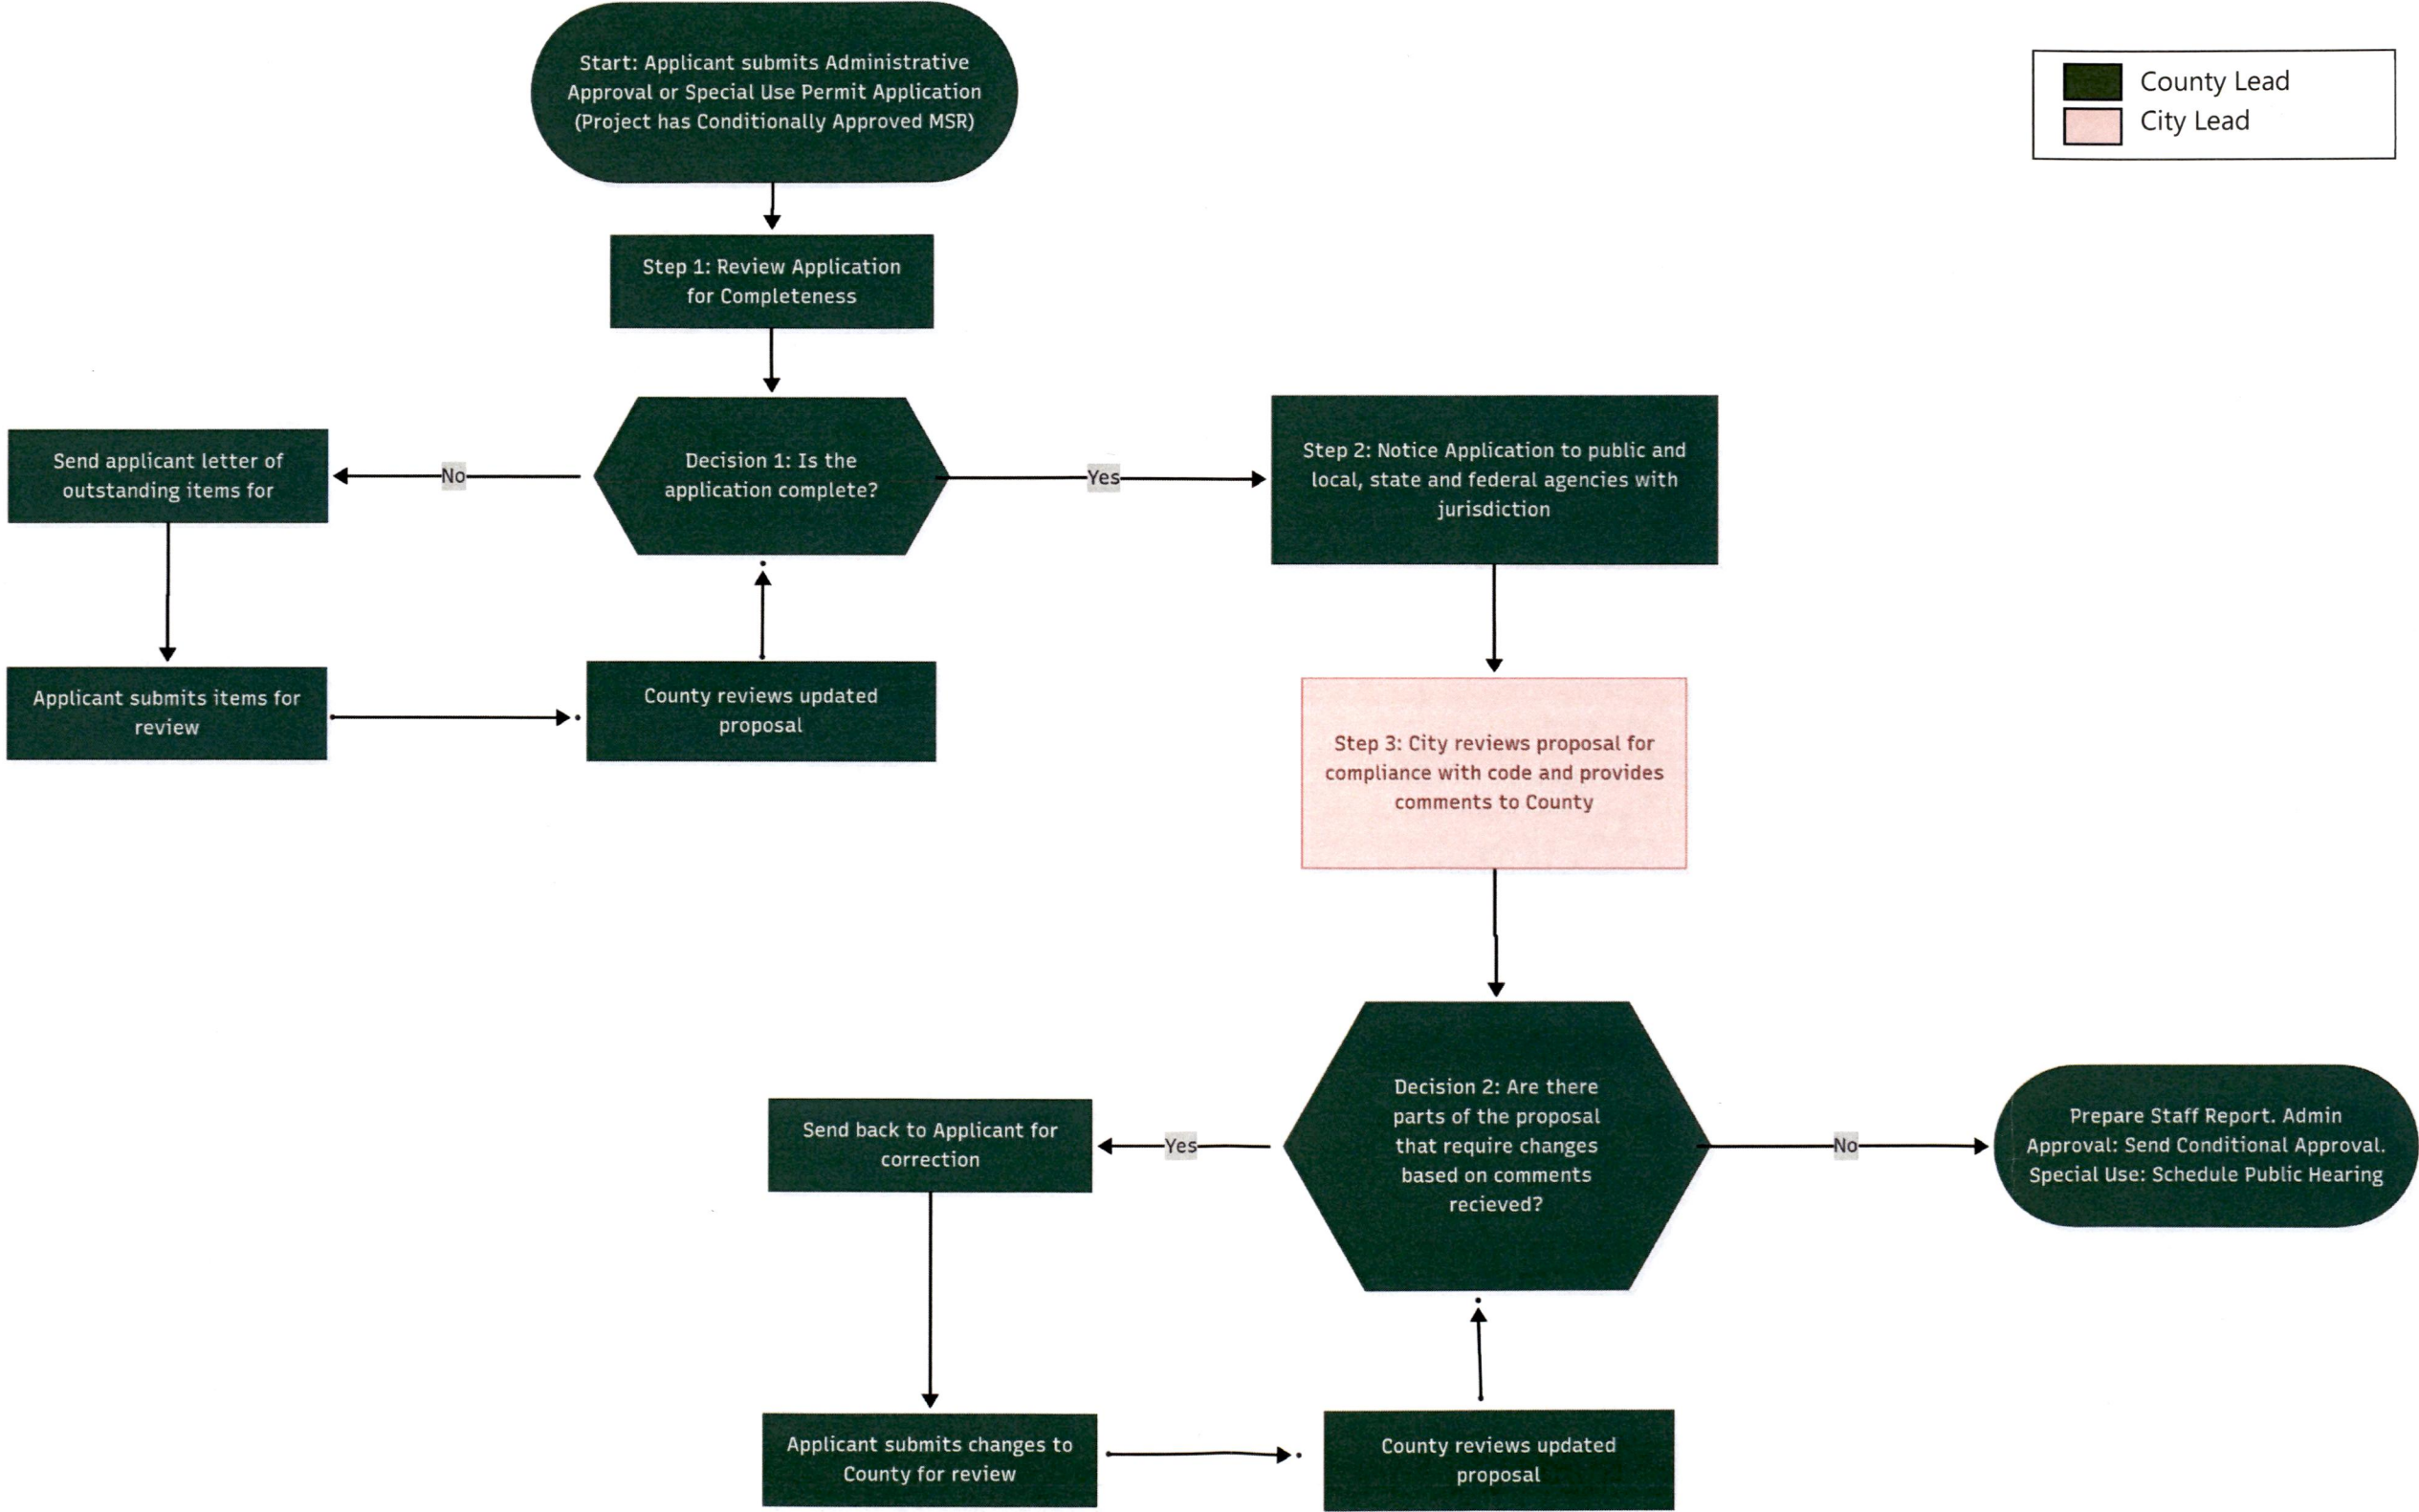 Start: Applicant submits Administrative
Approval or Special Use Permit Application
(Project has Conditionally Approved MSR)
County Lead
City Lead
Step 1: Review Application
for Completeness
Send applicant letter of
outstanding items for
No
Decision 1: Is the
application complete?
Yes
Step 2: Notice Application to public and
local, state and federal agencies with
jurisdiction
Applicant submits items for
review
County reviews updated
proposal
Step 3: City reviews proposal for
compliance with code and provides
comments to County
Send back to Applicant for
correction
Yes
Decision 2: Are there
parts of the proposal
that require changes
based on comments
recieved?
No
Prepare Staff Report. Admin
Approval: Send Conditional Approval.
Special Use: Schedule Public Hearing
Applicant submits changes to
County for review
County reviews updated
proposal